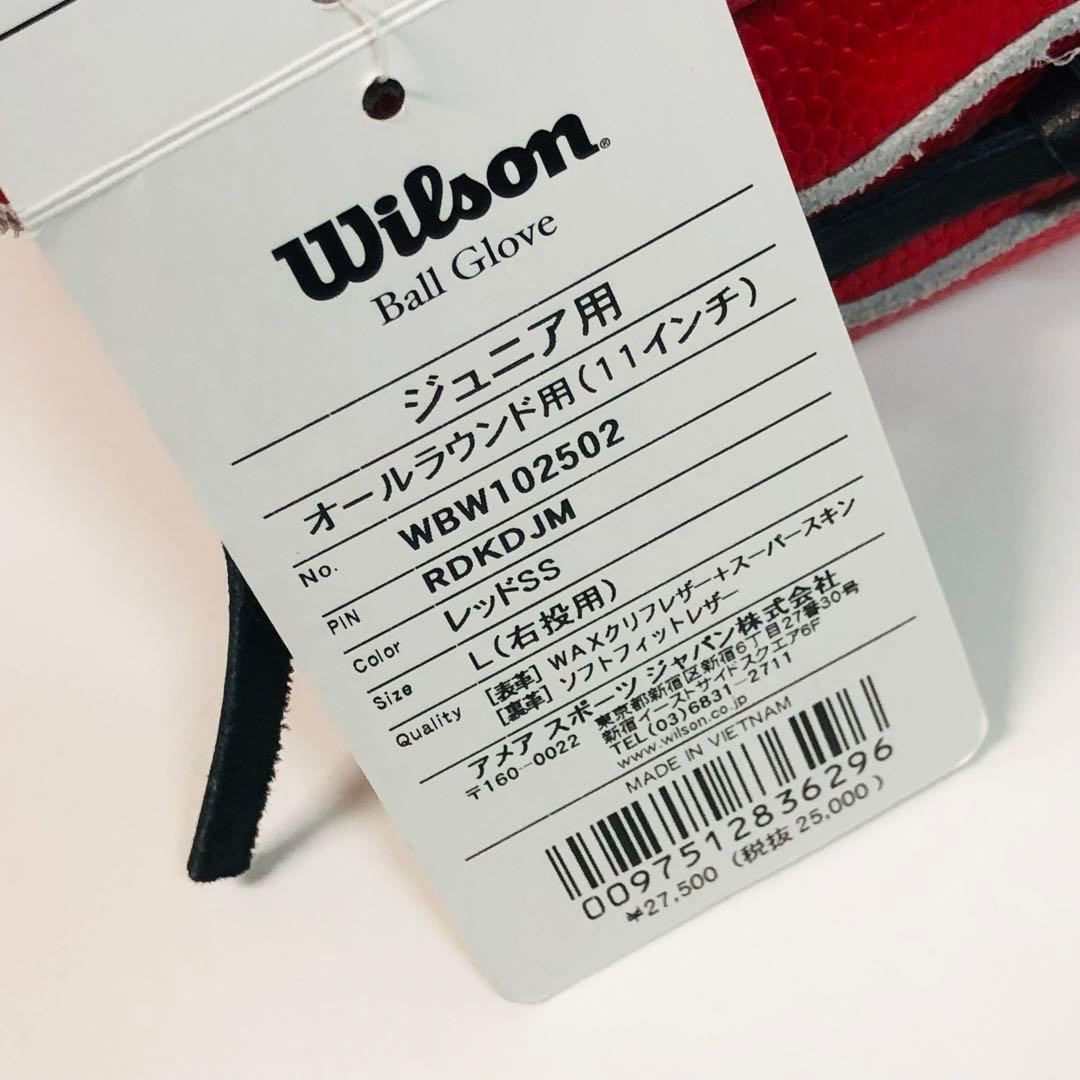 Wilson®
Ball Glove
ジュニア用
オールラウンド用(11インチ)
No. WBW102502
PIN RDKDJM
Color レッドSS
Size L(右投用)
Quality [表革] WAXクリフレザー+スーパースキン
[裏革] ソフトフィットレザー
アメア スポーツ ジャパン株式会社
〒160-0022 東京都新宿区新宿6丁目27番30号
新宿イーストサイドスクエア6F
TEL(03)6831-2711
www.wilson.co.jp
MADE IN VIETNAM
0097512836296
¥27,500 (税抜 25,000)